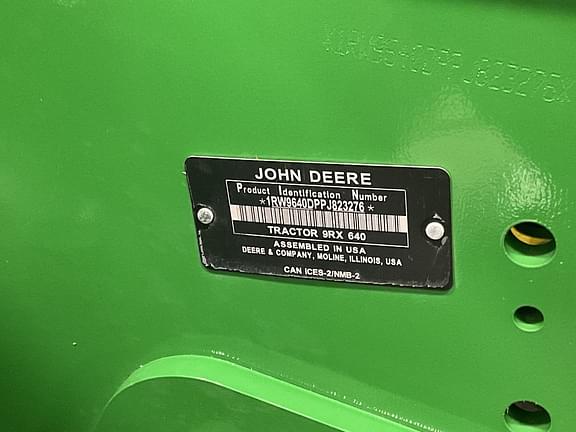 X1RW9640DPPJ823276X
JOHN DEERE
Product Identification Number
*1RW9640DPPJ823276*
TRACTOR 9RX 640
ASSEMBLED IN USA
DEERE & COMPANY, MOLINE, ILLINOIS, USA
CAN ICES-2/NMB-2